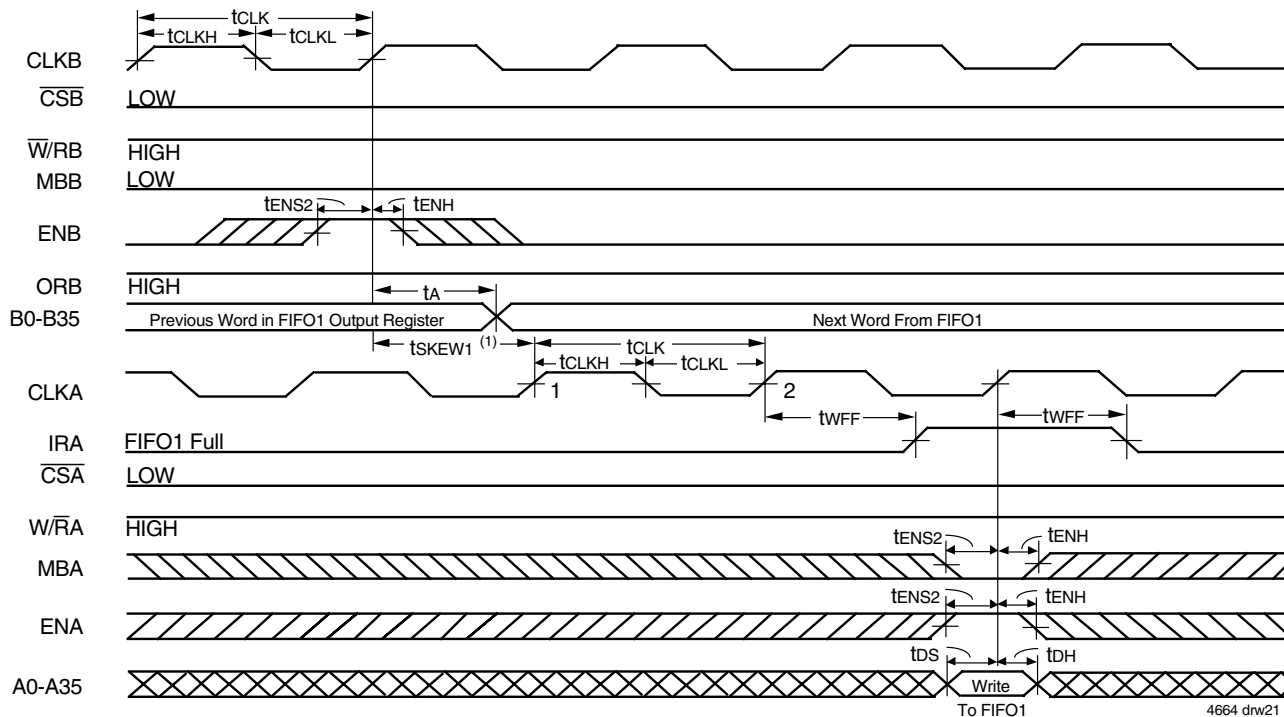 tCLK
tCLKH tCLKL
CLKB
CSB LOW
W/RB HIGH
MBB LOW
tENS2 tENH
ENB
ORB HIGH
tA
B0-B35 Previous Word in FIFO1 Output Register Next Word From FIFO1
tSKEW1 (1) tCLK
tCLKH tCLKL
CLKA 1 2
tWFF tWFF
IRA FIFO1 Full
CSA LOW
W/RA HIGH
tENS2 tENH
MBA
tENS2 tENH
ENA
tDS tDH
A0-A35 Write
To FIFO1
4664 drw21